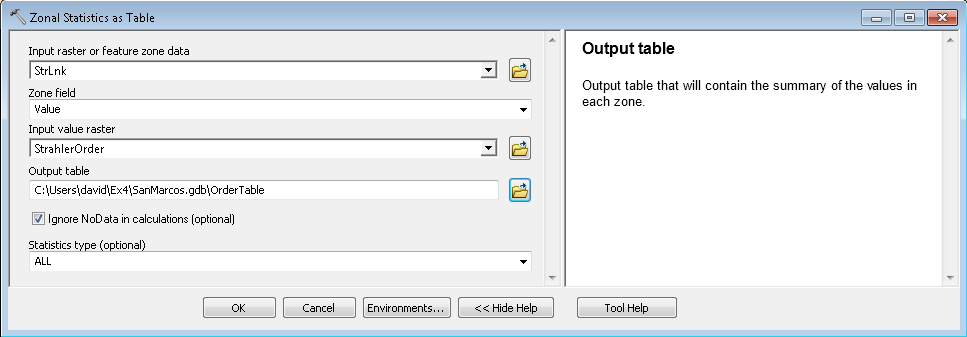 Zonal Statistics as Table
Input raster or feature zone data
StrLnk
Zone field
Value
Input value raster
StrahlerOrder
Output table
C:\Users\david\Ex4\SanMarcos.gdb\OrderTable
Ignore NoData in calculations (optional)
Statistics type (optional)
ALL
Output table
Output table that will contain the summary of the values in
each zone.
OK
Cancel
Environments...
<< Hide Help
Tool Help